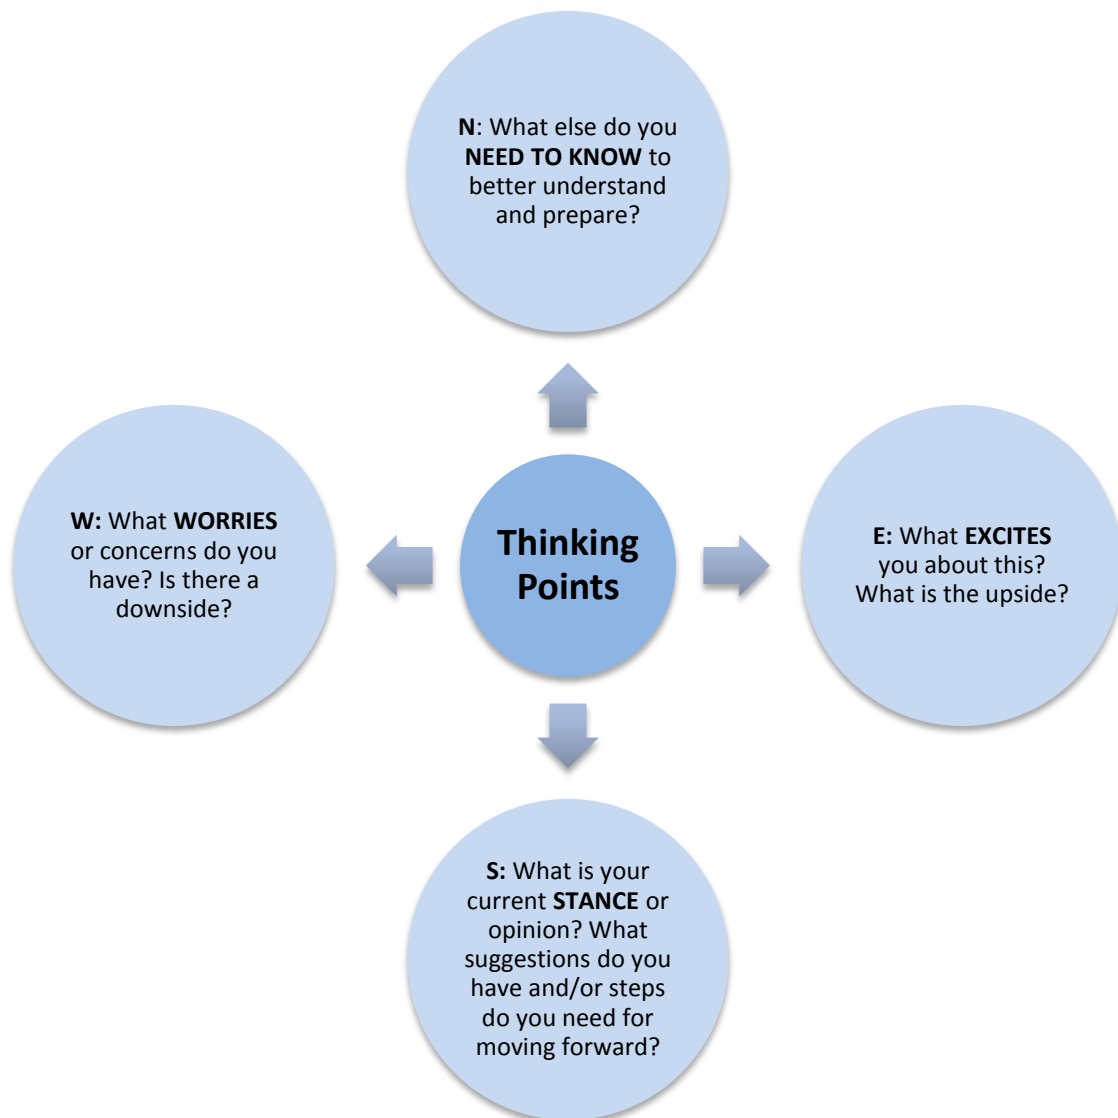 N: What else do you
NEED TO KNOW to
better understand
and prepare?
W: What WORRIES
or concerns do you
have? Is there a
downside?
Thinking
Points
E: What EXCITES
you about this?
What is the upside?
S: What is your
current STANCE or
opinion? What
suggestions do you
have and/or steps
do you need for
moving forward?